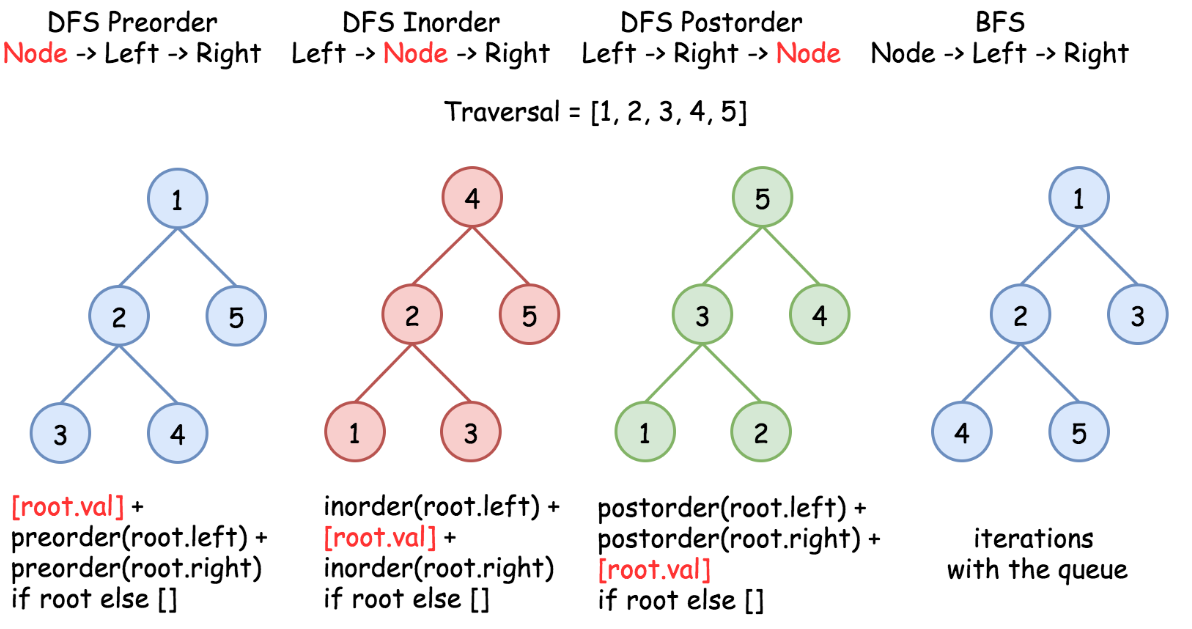 DFS Preorder
Node -> Left -> Right
DFS Inorder
Left -> Node -> Right
DFS Postorder
Left -> Right -> Node
BFS
Node -> Left -> Right
Traversal = [1, 2, 3, 4, 5]
1
2
5
3
4
[root.val] +
preorder(root.left) +
preorder(root.right)
if root else []
4
2
5
1
3
inorder(root.left) +
[root.val] +
inorder(root.right)
if root else []
5
3
4
1
2
postorder(root.left) +
postorder(root.right) +
[root.val]
if root else []
1
2
3
4
5
iterations
with the queue